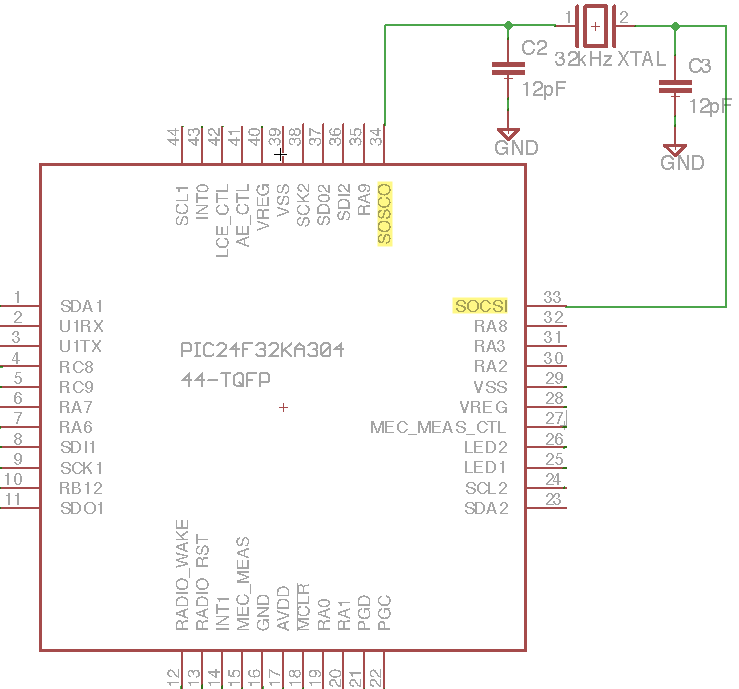 1 2
C2
32kHz XTAL
C3
12pF
12pF
GND
GND
44 43 42 41 40 39 38 37 36 35 34
SCL1 INT0 LCE_CTL AE_CTL VREG VSS SCK2 SDO2 SDI2 RA9 SOSCO
1 SDA1 SOCSI 33
2 U1RX RA8 32
3 U1TX RA3 31
4 RC8 RA2 30
5 RC9 VSS 29
6 RA7 VREG 28
7 RA6 MEC_MEAS_CTL 27
8 SDI1 LED2 26
9 SCK1 LED1 25
10 RB12 SCL2 24
11 SDO1 SDA2 23
PIC24F32KA304
44-TQFP
RADIO_WAKE RADIO_RST INT1 MEC_MEAS GND AVDD MCLR RA0 RA1 PGD PGC
12 13 14 15 16 17 18 19 20 21 22